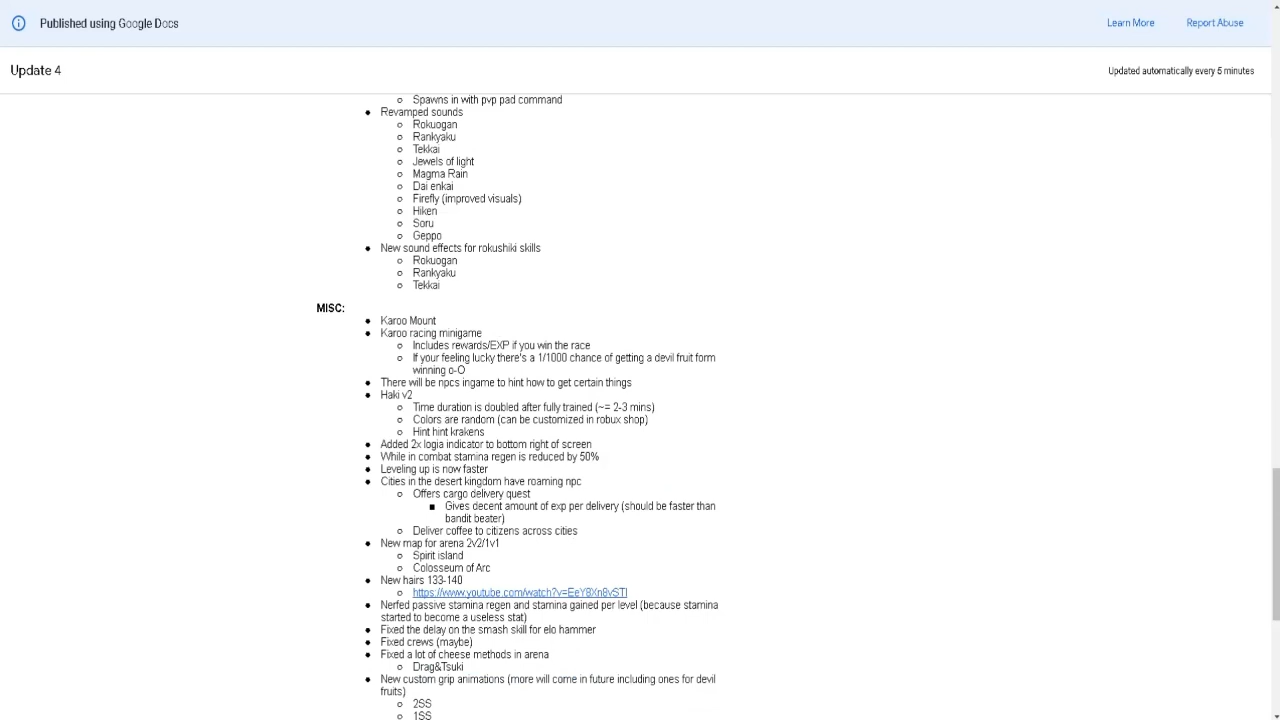 Published using Google Docs
Learn More
Report Abuse
Update 4
Updated automatically every 5 minutes
Spawns in with pvp pad command
Revamped sounds
Rokuogan
Rankyaku
Tekkai
Jewels of light
Magma Rain
Dai enkai
Firefly (improved visuals)
Hiken
Soru
Geppo
New sound effects for rokushiki skills
Rokuogan
Rankyaku
Tekkai
MISC:
Karoo Mount
Karoo racing minigame
Includes rewards/EXP if you win the race
If your feeling lucky there's a 1/1000 chance of getting a devil fruit form
winning o-O
There will be npcs ingame to hint how to get certain things
Haki v2
Time duration is doubled after fully trained (~= 2-3 mins)
Colors are random (can be customized in robux shop)
Hint hint krakens
Added 2x logia indicator to bottom right of screen
While in combat stamina regen is reduced by 50%
Leveling up is now faster
Cities in the desert kingdom have roaming npc
Offers cargo delivery quest
Gives decent amount of exp per delivery (should be faster than
bandit beater)
Deliver coffee to citizens across cities
New map for arena 2v2/1v1
Spirit island
Colosseum of Arc
New hairs 133-140
https://www.youtube.com/watch?v=EeY8Xn8vSTI
Nerfed passive stamina regen and stamina gained per level (because stamina
started to become a useless stat)
Fixed the delay on the smash skill for elo hammer
Fixed crews (maybe)
Fixed a lot of cheese methods in arena
Drag&Tsuki
New custom grip animations (more will come in future including ones for devil
fruits)
2SS
1SS